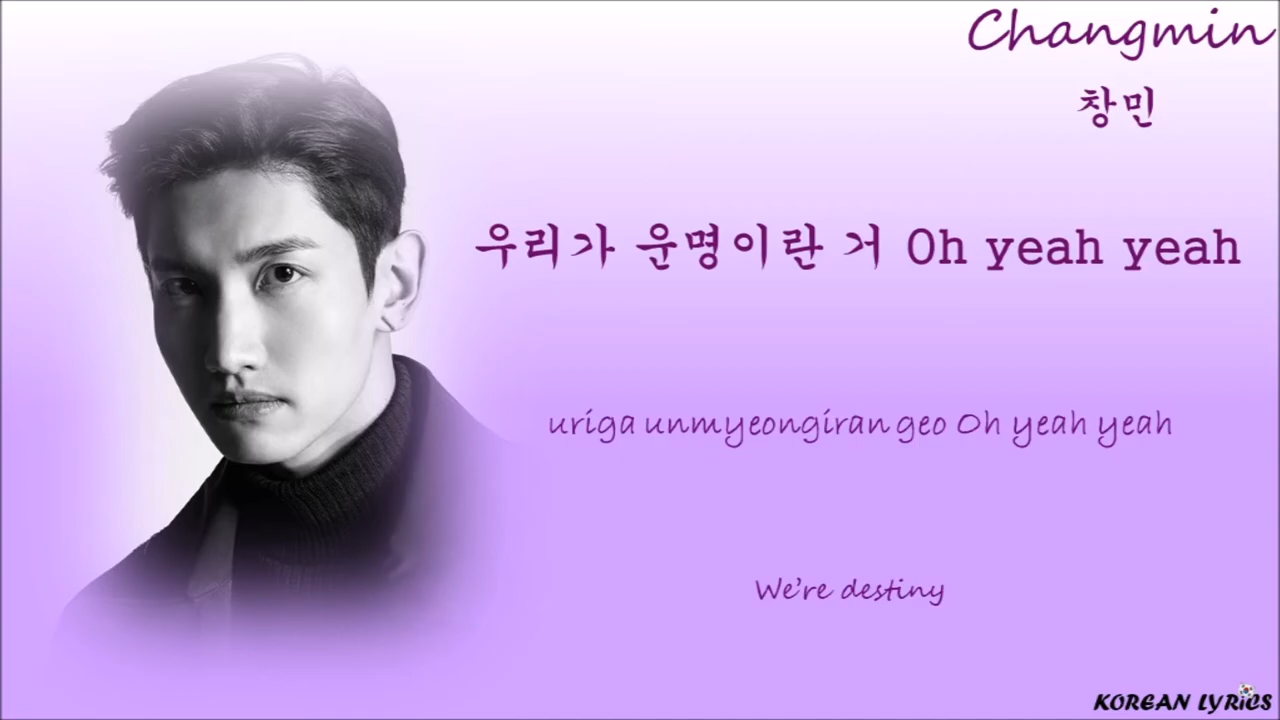 Changmin
창민
우리가 운명이란 거 Oh yeah yeah
uriga unmyeongiran geo Oh yeah yeah
We're destiny
KOREAN LYRICS